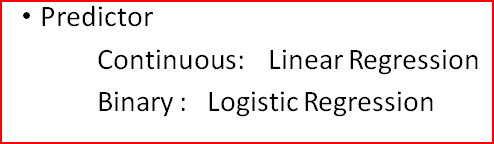 • Predictor
Continuous: Linear Regression
Binary : Logistic Regression